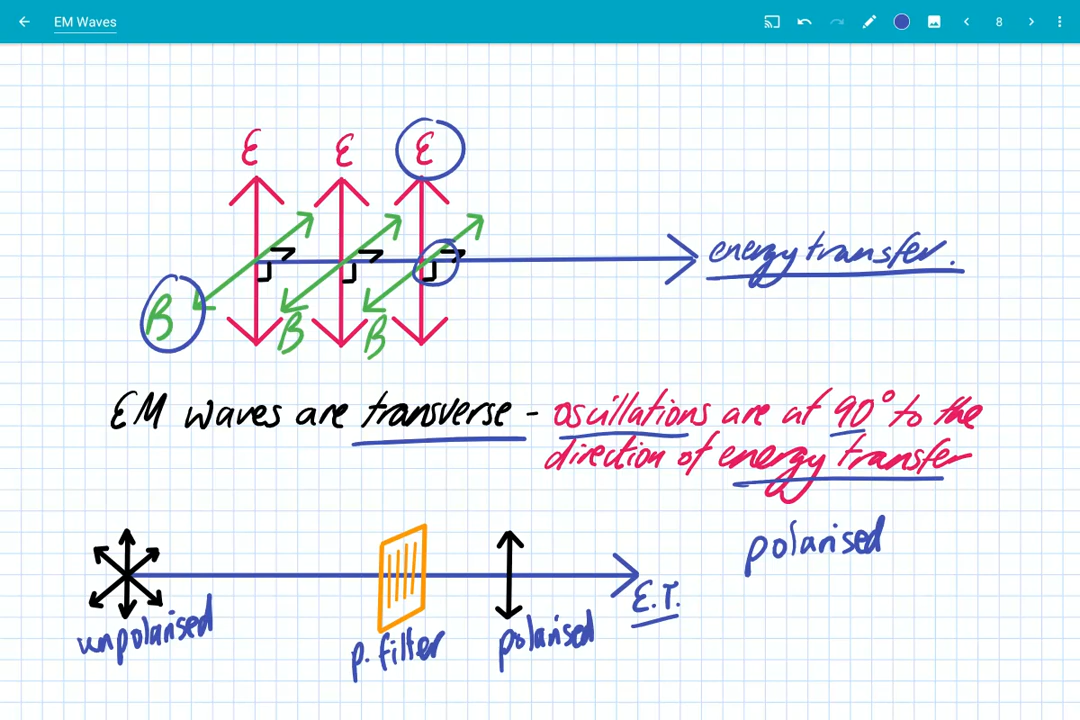 EM Waves
8
E E E
energy transfer.
B B B
EM waves are transverse - oscillations are at 90° to the
direction of energy transfer
polarised
unpolarised
p. filter
polarised
E.T.